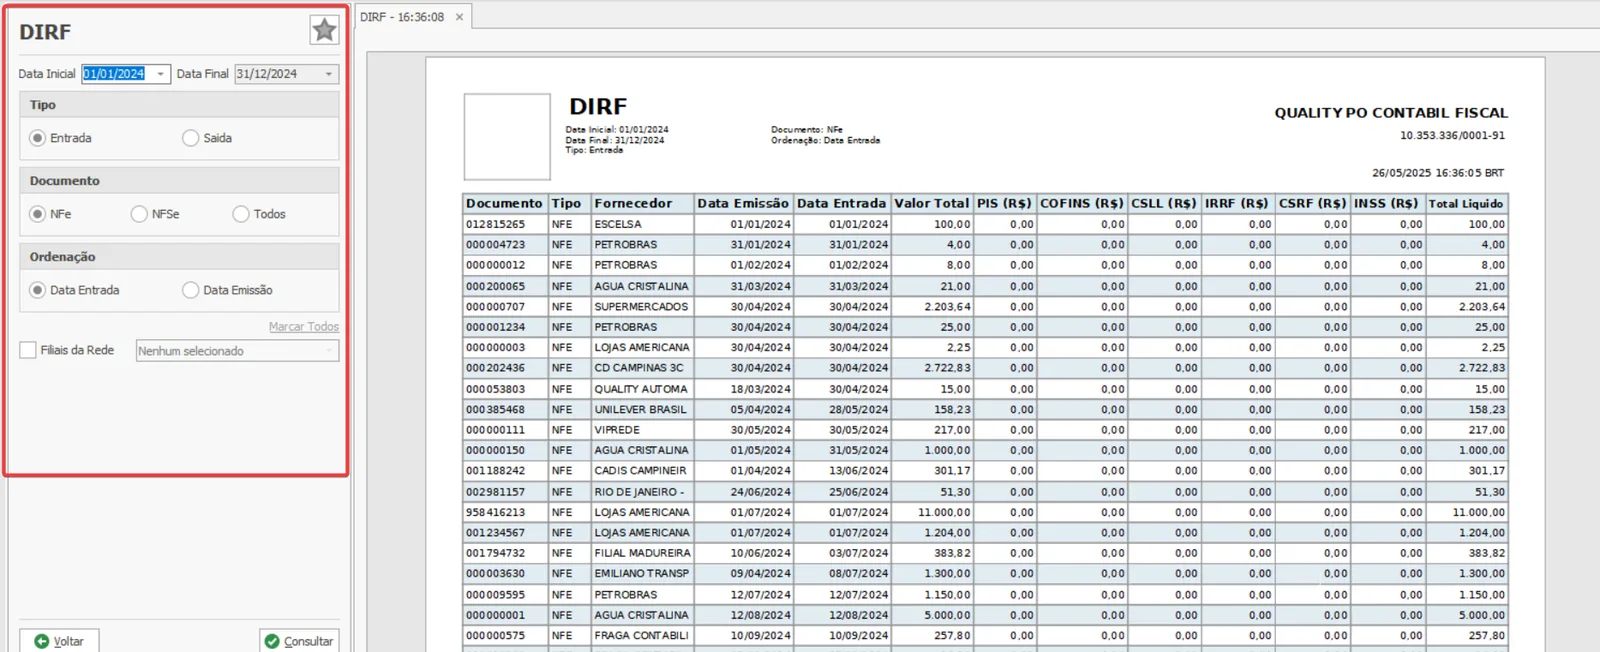 DIRF
Data Inicial 01/01/2024 Data Final 31/12/2024
Tipo
Entrada Saida
Documento
NFe NFSe Todos
Ordenação
Data Entrada Data Emissão
Marcar Todos
Filiais da Rede Nenhum selecionado
Voltar Consultar
DIRF - 16:36:08 ×
DIRF
Data Inicial: 01/01/2024 Documento: NFe
Data Final: 31/12/2024 Ordenação: Data Entrada
Tipo: Entrada
QUALITY PO CONTABIL FISCAL
10.353.336/0001-91
26/05/2025 16:36:05 BRT
Documento Tipo Fornecedor Data Emissão Data Entrada Valor Total PIS (R$) COFINS (R$) CSLL (R$) IRRF (R$) CSRF (R$) INSS (R$) Total Liquido
012815265 NFE ESCELSA 01/01/2024 01/01/2024 100,00 0,00 0,00 0,00 0,00 0,00 0,00 100,00
000004723 NFE PETROBRAS 31/01/2024 31/01/2024 4,00 0,00 0,00 0,00 0,00 0,00 0,00 4,00
000000012 NFE PETROBRAS 01/02/2024 01/02/2024 8,00 0,00 0,00 0,00 0,00 0,00 0,00 8,00
000200065 NFE AGUA CRISTALINA 31/03/2024 31/03/2024 21,00 0,00 0,00 0,00 0,00 0,00 0,00 21,00
000000707 NFE SUPERMERCADOS 30/04/2024 30/04/2024 2.203,64 0,00 0,00 0,00 0,00 0,00 0,00 2.203,64
000001234 NFE PETROBRAS 30/04/2024 30/04/2024 25,00 0,00 0,00 0,00 0,00 0,00 0,00 25,00
000000003 NFE LOJAS AMERICANA 30/04/2024 30/04/2024 2,25 0,00 0,00 0,00 0,00 0,00 0,00 2,25
000202436 NFE CD CAMPINAS 3C 30/04/2024 30/04/2024 2.722,83 0,00 0,00 0,00 0,00 0,00 0,00 2.722,83
000053803 NFE QUALITY AUTOMA 18/03/2024 30/04/2024 15,00 0,00 0,00 0,00 0,00 0,00 0,00 15,00
000385468 NFE UNILEVER BRASIL 05/04/2024 28/05/2024 158,23 0,00 0,00 0,00 0,00 0,00 0,00 158,23
000000111 NFE VIPREDE 30/05/2024 30/05/2024 217,00 0,00 0,00 0,00 0,00 0,00 0,00 217,00
000000150 NFE AGUA CRISTALINA 01/05/2024 31/05/2024 1.000,00 0,00 0,00 0,00 0,00 0,00 0,00 1.000,00
001188242 NFE CADIS CAMPINEIR 01/04/2024 13/06/2024 301,17 0,00 0,00 0,00 0,00 0,00 0,00 301,17
002981157 NFE RIO DE JANEIRO - 24/06/2024 25/06/2024 51,30 0,00 0,00 0,00 0,00 0,00 0,00 51,30
958416213 NFE LOJAS AMERICANA 01/07/2024 01/07/2024 11.000,00 0,00 0,00 0,00 0,00 0,00 0,00 11.000,00
001234567 NFE LOJAS AMERICANA 01/07/2024 01/07/2024 1.204,00 0,00 0,00 0,00 0,00 0,00 0,00 1.204,00
001794732 NFE FILIAL MADUREIRA 10/06/2024 03/07/2024 383,82 0,00 0,00 0,00 0,00 0,00 0,00 383,82
000003630 NFE EMILIANO TRANSP 09/04/2024 08/07/2024 1.300,00 0,00 0,00 0,00 0,00 0,00 0,00 1.300,00
000009595 NFE PETROBRAS 12/07/2024 12/07/2024 1.150,00 0,00 0,00 0,00 0,00 0,00 0,00 1.150,00
000000001 NFE AGUA CRISTALINA 12/08/2024 12/08/2024 5.000,00 0,00 0,00 0,00 0,00 0,00 0,00 5.000,00
000000575 NFE FRAGA CONTABILI 10/09/2024 10/09/2024 257,80 0,00 0,00 0,00 0,00 0,00 0,00 257,80